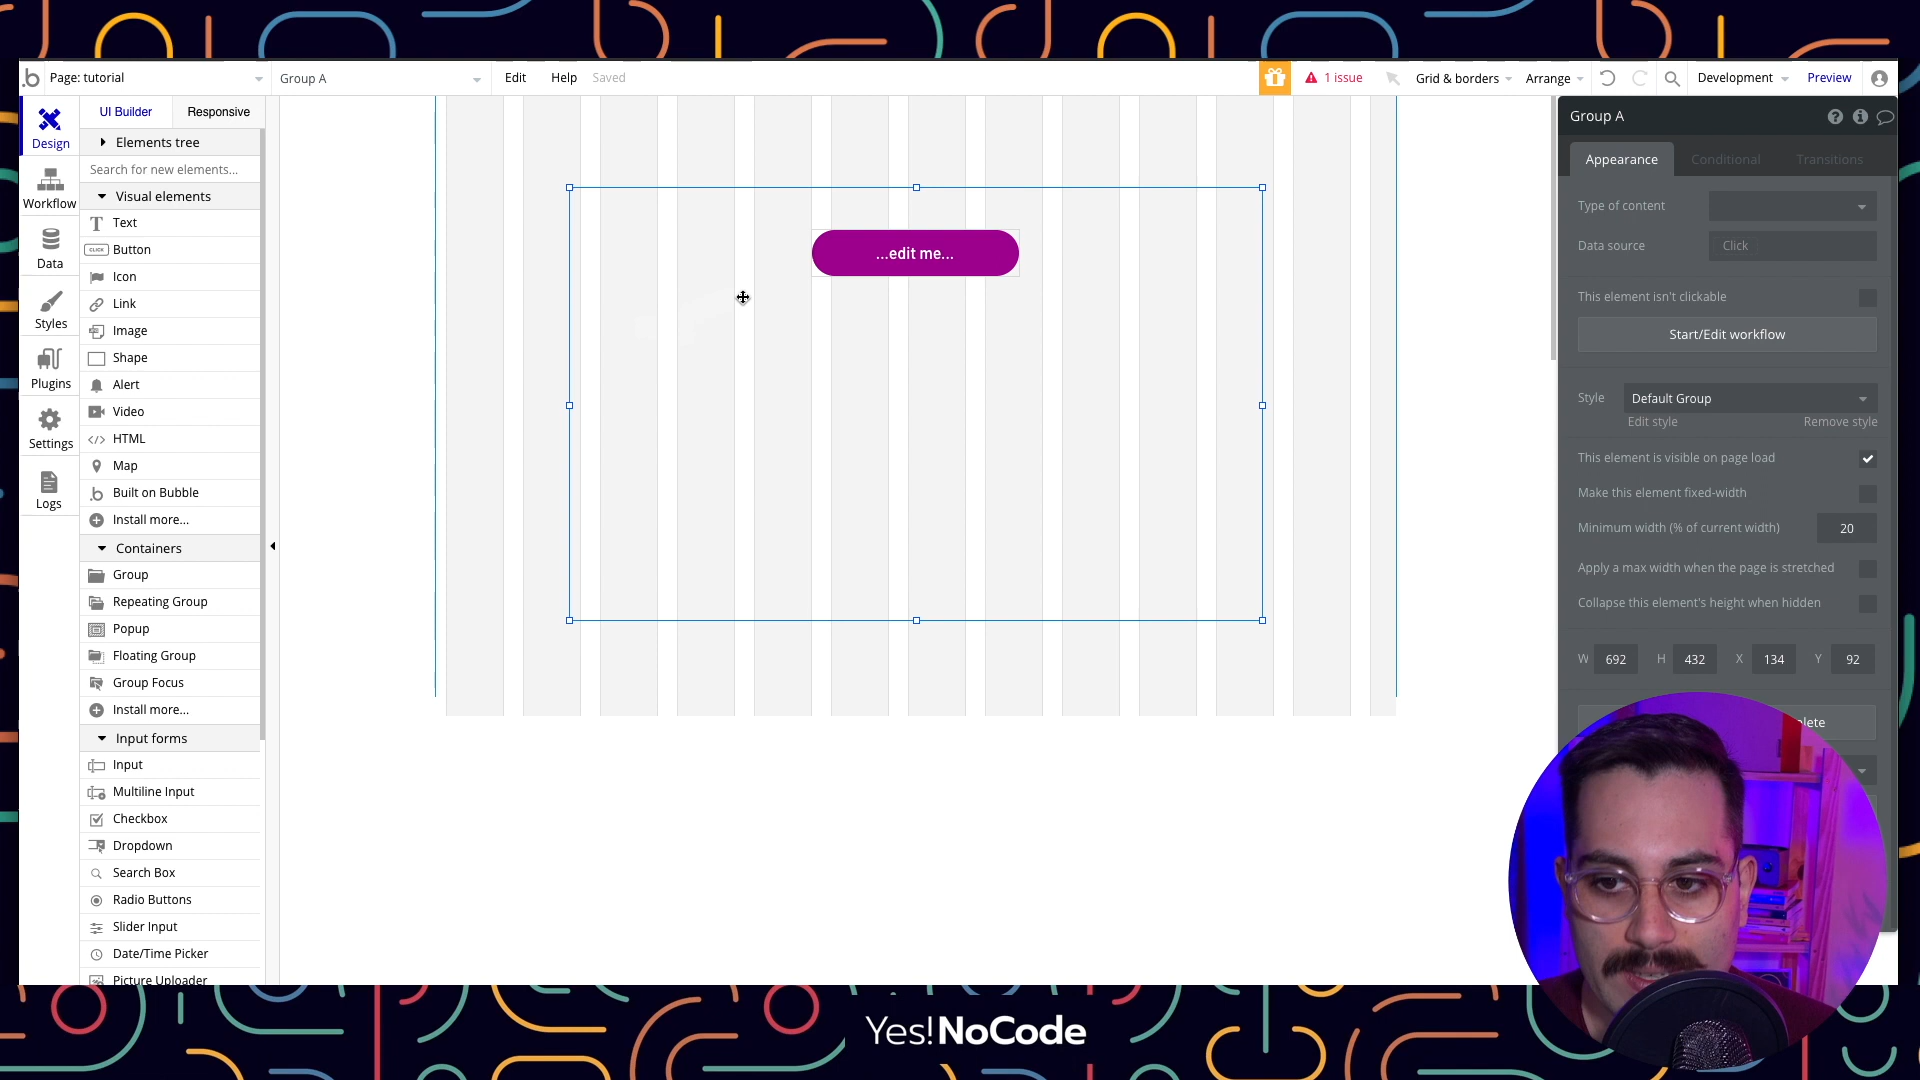 Page: tutorial
Group A
Edit
Help
Saved
1 issue
Grid & borders
Arrange
Development
Preview
Design
Workflow
Data
Styles
Plugins
Settings
Logs
UI Builder
Responsive
Elements tree
Search for new elements...
Visual elements
Text
CLICK
Button
Icon
Link
Image
Shape
Alert
Video
HTML
Map
Built on Bubble
Install more...
Containers
Group
Repeating Group
Popup
Floating Group
Group Focus
Install more...
Input forms
Input
Multiline Input
Checkbox
Dropdown
Search Box
Radio Buttons
Slider Input
Date/Time Picker
Picture Uploader
...edit me...
Group A
Appearance
Conditional
Transitions
Type of content
Data source
Click
This element isn't clickable
Start/Edit workflow
Style
Default Group
Edit style
Remove style
This element is visible on page load
Make this element fixed-width
Minimum width (% of current width)
20
Apply a max width when the page is stretched
Collapse this element's height when hidden
W 692 H 432 X 134 Y 92
Yes!NoCode